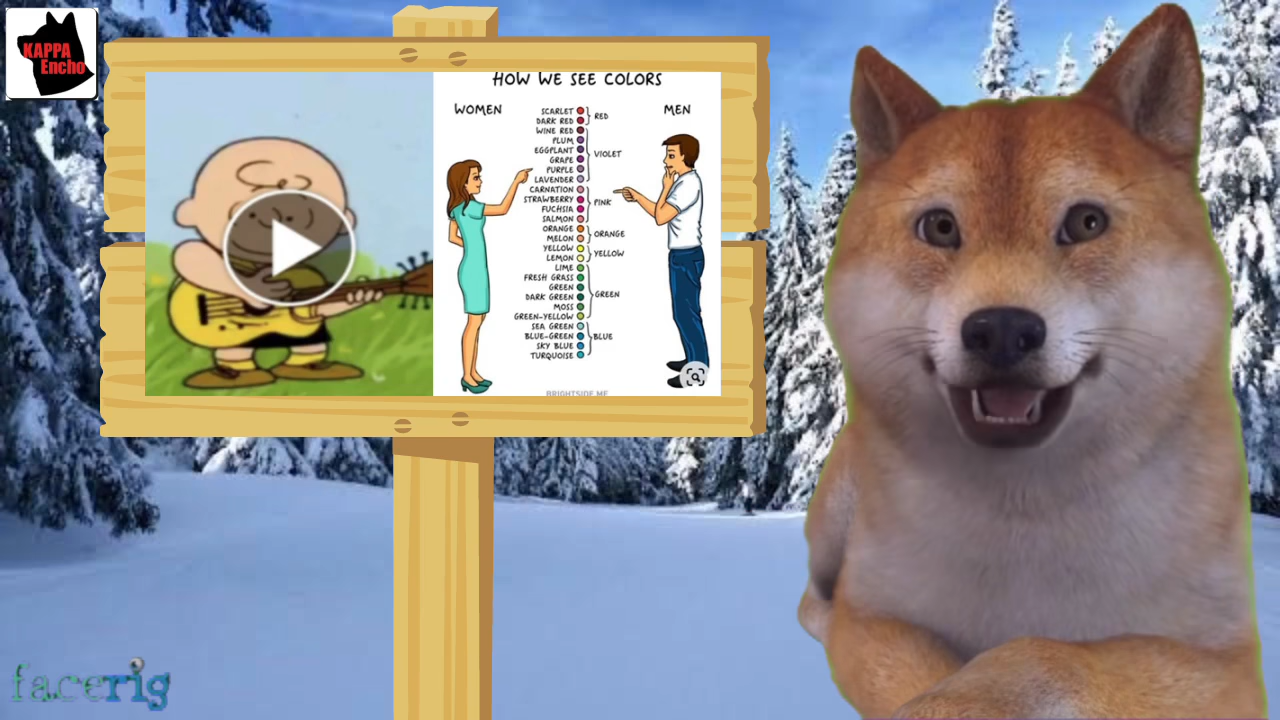 KAPPA
Encho
HOW WE SEE COLORS
WOMEN
MEN
SCARLET
DARK RED
RED
WINE RED
PLUM
EGGPLANT
GRAPE
PURPLE
LAVENDER
VIOLET
CARNATION
STRAWBERRY
FUCHSIA
SALMON
PINK
ORANGE
MELON
ORANGE
YELLOW
LEMON
YELLOW
LIME
FRESH GRASS
GREEN
DARK GREEN
MOSS
GREEN-YELLOW
GREEN
SEA GREEN
BLUE-GREEN
SKY BLUE
TURQUOISE
BLUE
BRIGHTSIDE.ME
facerig